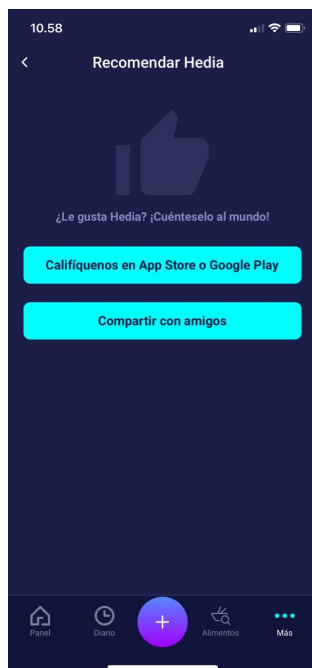 10.58
Recomendar Hedia
¿Le gusta Hedia? ¡Cuénteselo al mundo!
Califíquenos en App Store o Google Play
Compartir con amigos
Panel
Diario
Alimentos
Más